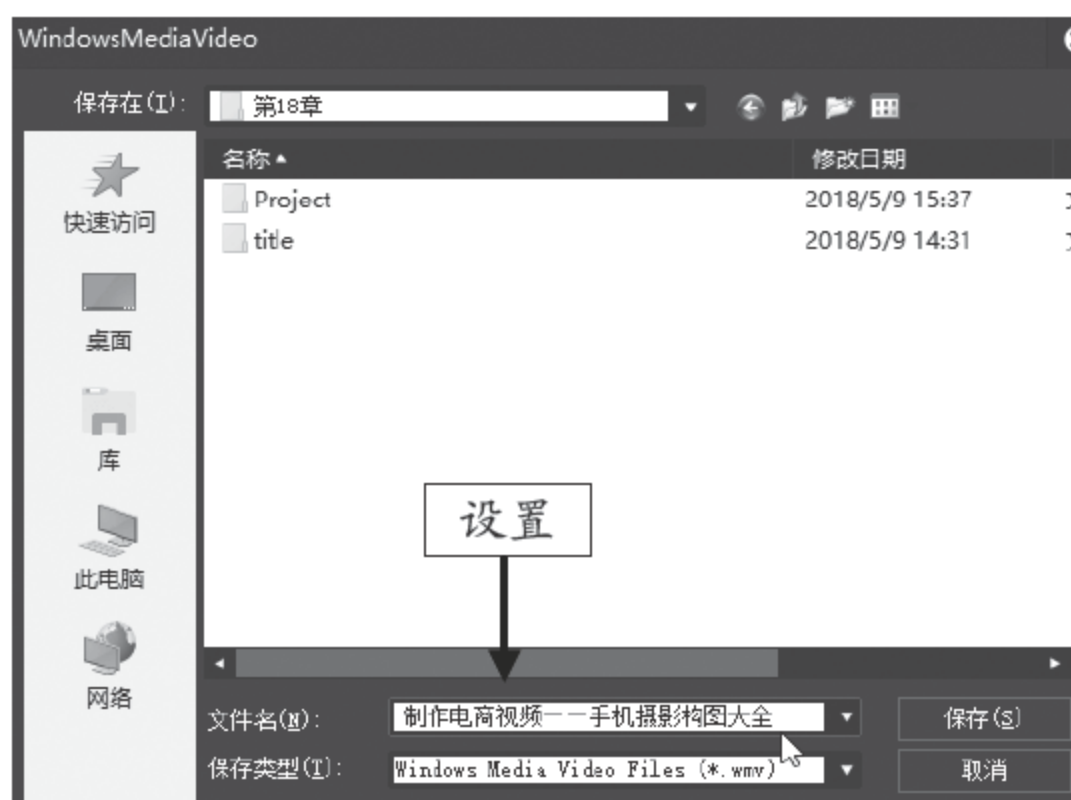 WindowsMediaVideo
保存在(I):
第18章
名称
修改日期
Project
2018/5/9 15:37
title
2018/5/9 14:31
快速访问
桌面
库
此电脑
网络
设置
文件名(N):
制作电商视频——手机摄影构图大全
保存(S)
保存类型(T):
Windows Media Video Files (*.wmv)
取消